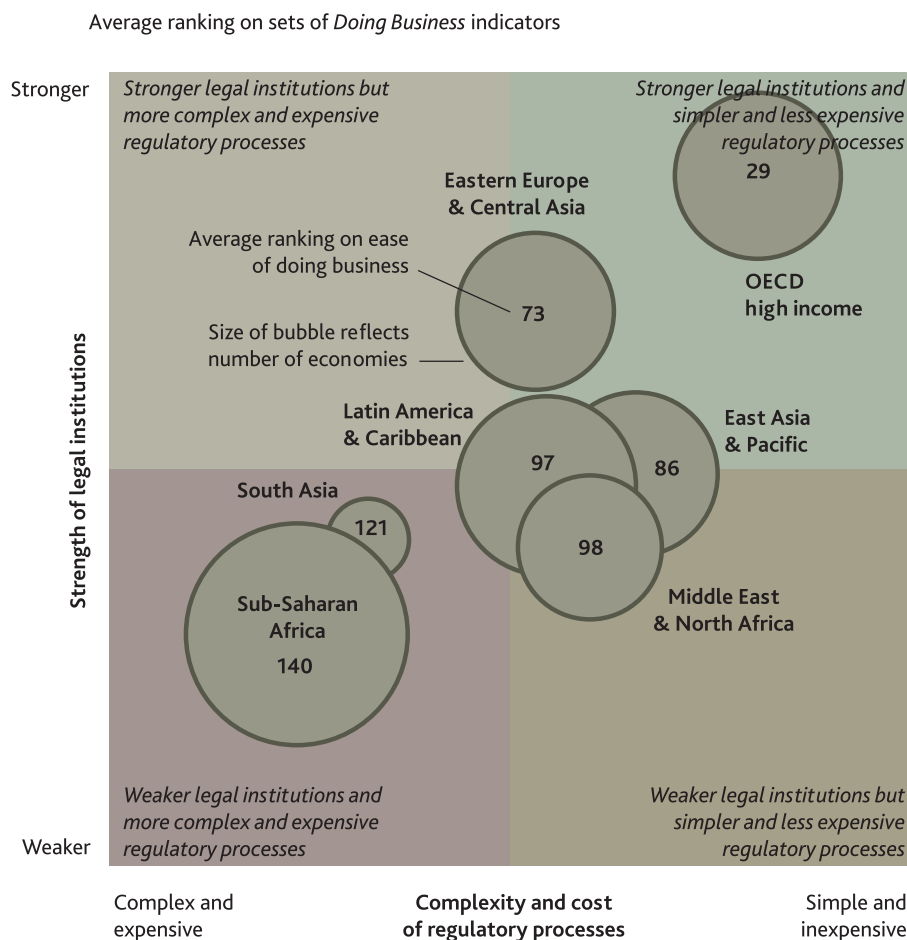 Average ranking on sets of Doing Business indicators
Stronger
Stronger legal institutions but
more complex and expensive
regulatory processes
Stronger legal institutions and
simpler and less expensive
regulatory processes
29
OECD
high income
Eastern Europe
& Central Asia
Average ranking on ease
of doing business
73
Size of bubble reflects
number of economies
Strength of legal institutions
Latin America
& Caribbean
97
East Asia
& Pacific
86
South Asia
121
98
Middle East
& North Africa
Sub-Saharan
Africa
140
Weaker legal institutions and
more complex and expensive
regulatory processes
Weaker legal institutions but
simpler and less expensive
regulatory processes
Weaker
Complex and
expensive
Complexity and cost
of regulatory processes
Simple and
inexpensive